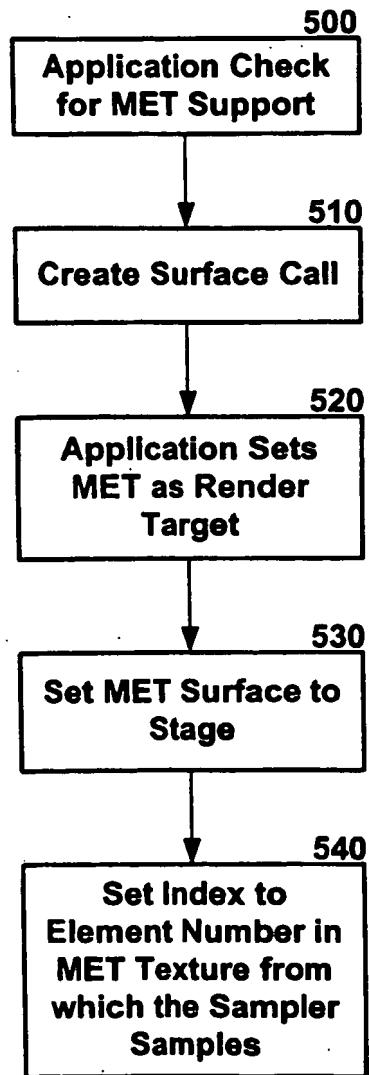 500
Application Check
for MET Support
510
Create Surface Call
520
Application Sets
MET as Render
Target
530
Set MET Surface to
Stage
540
Set Index to
Element Number in
MET Texture from
which the Sampler
Samples